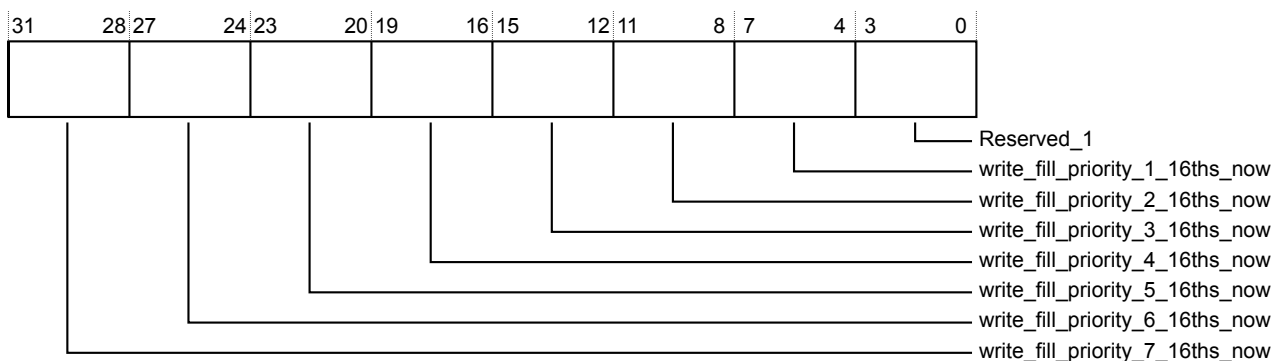 31 28 27 24 23 20 19 16 15 12 11 8 7 4 3 0
Reserved_1
write_fill_priority_1_16ths_now
write_fill_priority_2_16ths_now
write_fill_priority_3_16ths_now
write_fill_priority_4_16ths_now
write_fill_priority_5_16ths_now
write_fill_priority_6_16ths_now
write_fill_priority_7_16ths_now